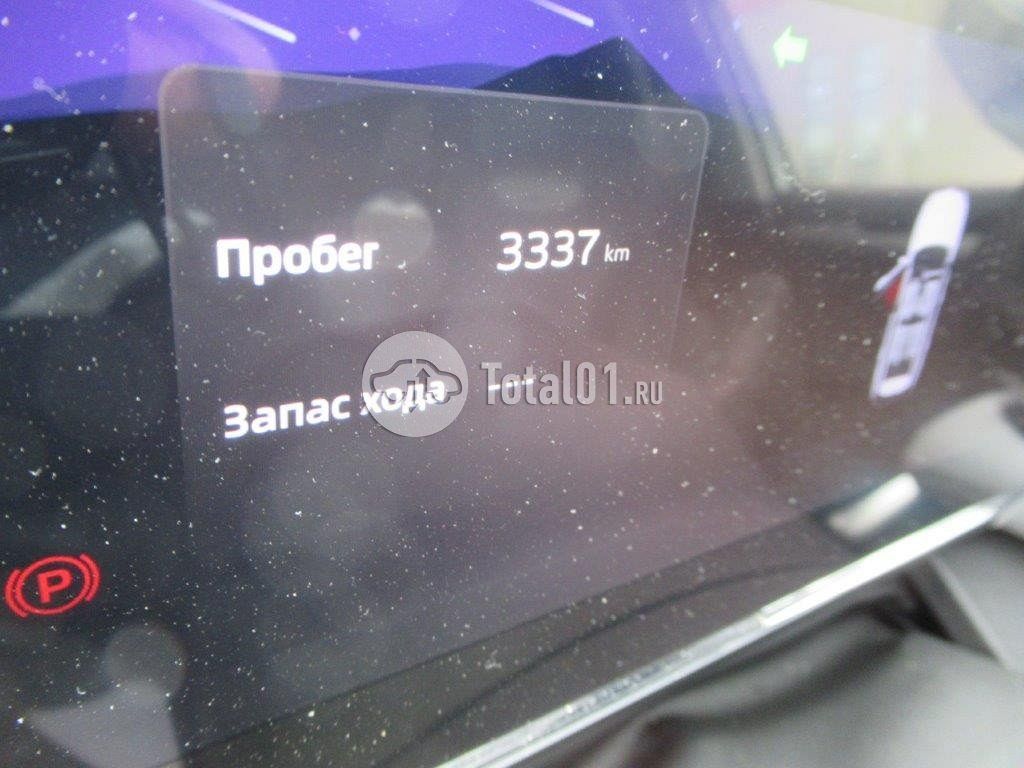 Пробег 3337 km
Запас хода ---
Total01.ru
P